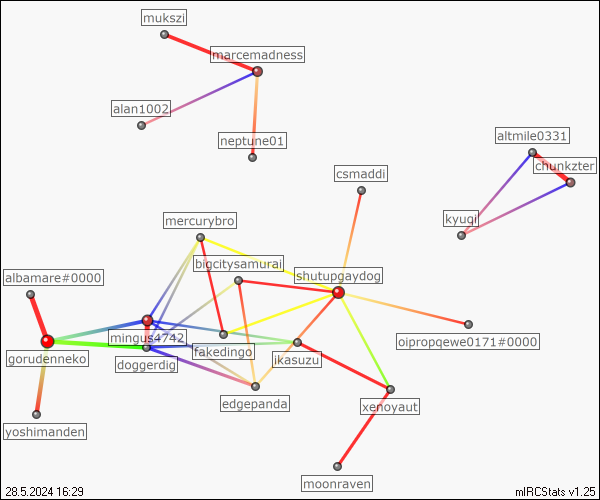 mukszi
marcemadness
alan1002
neptune01
altmile0331
chunkzter
csmaddi
kyuqi
mercurybro
bigcitysamurai
shutupgaydog
albamare#0000
mingus4742
gorudenneko
doggerdig
fakedingo
ikasuzu
oipropqewe0171#0000
edgepanda
xenoyaut
yoshimanden
moonraven
28.5.2024 16:29
mIRCStats v1.25